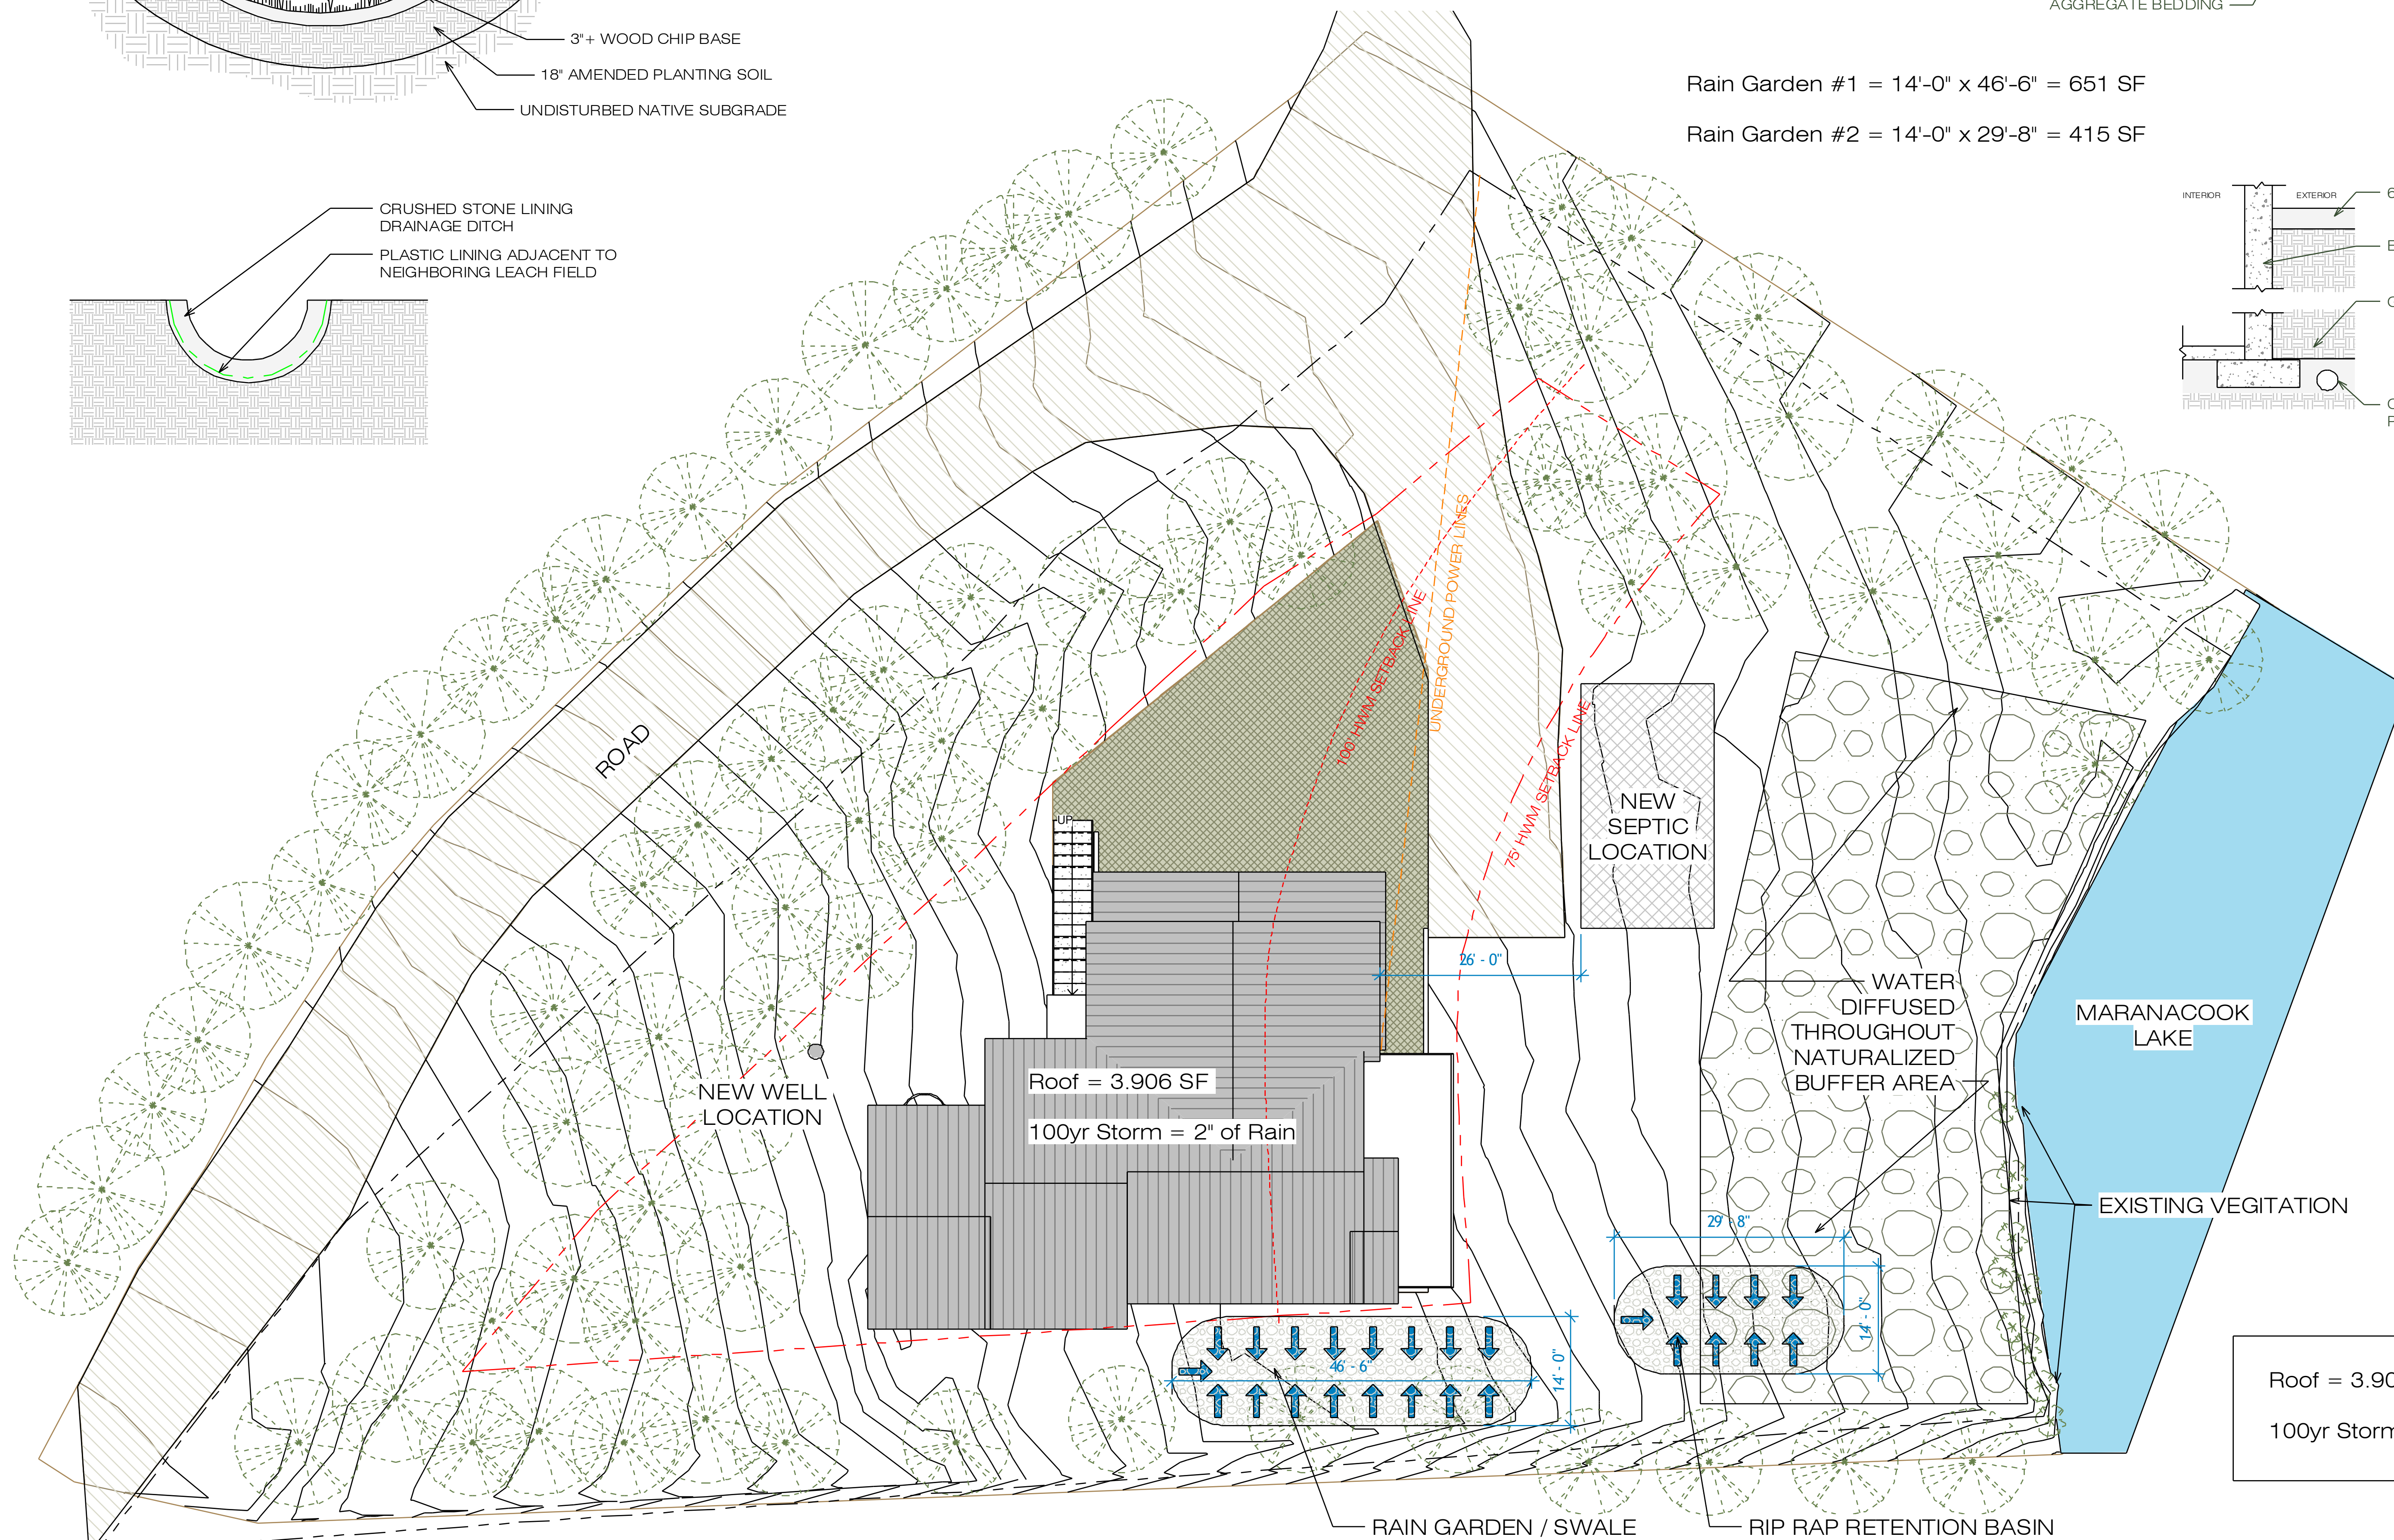 AGGREGATE BEDDING
3"+ WOOD CHIP BASE
18" AMENDED PLANTING SOIL
UNDISTURBED NATIVE SUBGRADE
Rain Garden #1 = 14'-0" x 46'-6" = 651 SF
Rain Garden #2 = 14'-0" x 29'-8" = 415 SF
INTERIOR
EXTERIOR
6
CRUSHED STONE LINING
DRAINAGE DITCH
PLASTIC LINING ADJACENT TO
NEIGHBORING LEACH FIELD
ROAD
UNDERGROUND POWER LINES
100' HWM SETBACK LINE
75' HWM SETBACK LINE
UP
NEW
SEPTIC
LOCATION
26' - 0"
WATER
DIFFUSED
THROUGHOUT
NATURALIZED
BUFFER AREA
MARANACOOK
LAKE
NEW WELL
LOCATION
Roof = 3.906 SF
100yr Storm = 2" of Rain
EXISTING VEGITATION
29' - 8"
14' - 0"
46' - 6"
14' - 0"
Roof = 3.90
100yr Storm
RAIN GARDEN / SWALE
RIP RAP RETENTION BASIN